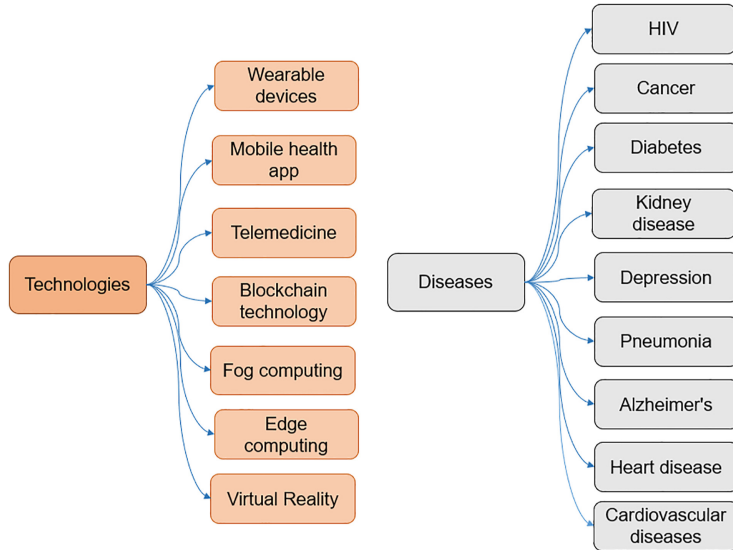 Technologies
Wearable
devices
Mobile health
app
Telemedicine
Blockchain
technology
Fog computing
Edge
computing
Virtual Reality
Diseases
HIV
Cancer
Diabetes
Kidney
disease
Depression
Pneumonia
Alzheimer's
Heart disease
Cardiovascular
diseases